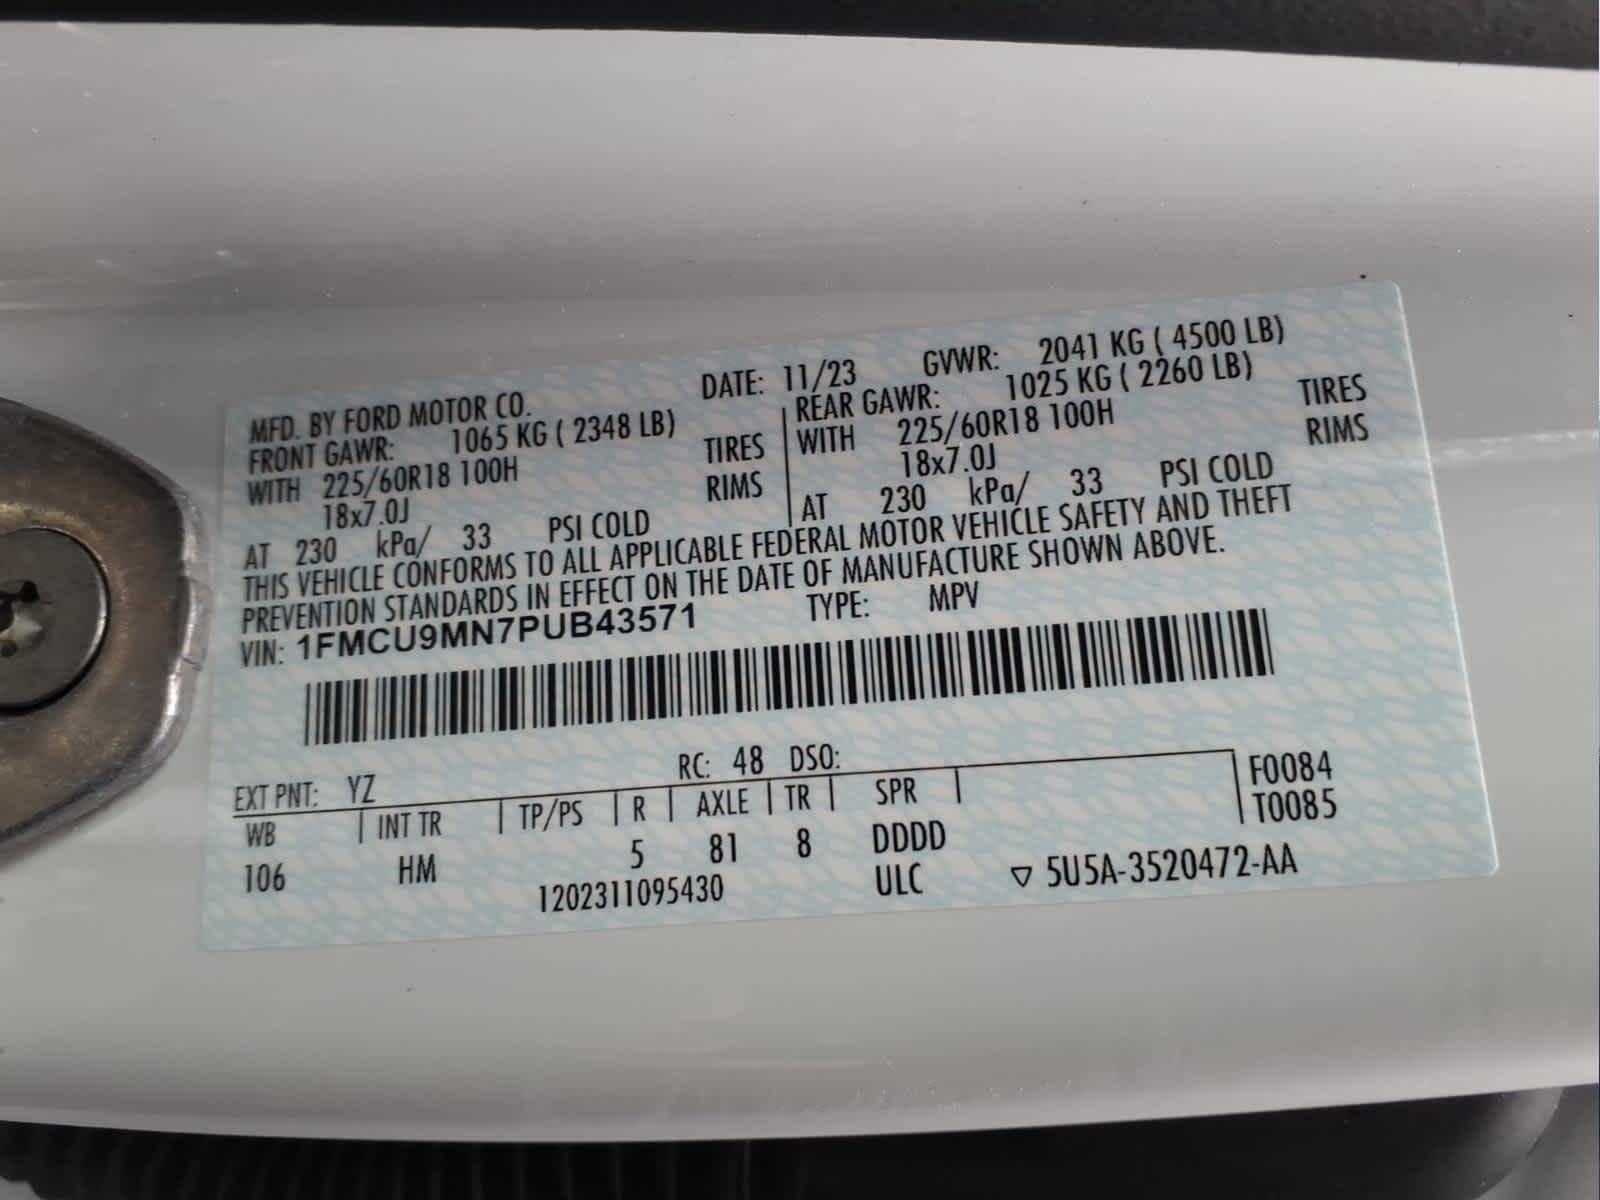 MFD. BY FORD MOTOR CO. DATE: 11/23 GVWR: 2041 KG ( 4500 LB)
FRONT GAWR: 1065 KG ( 2348 LB) REAR GAWR: 1025 KG ( 2260 LB)
WITH 225/60R18 100H TIRES WITH 225/60R18 100H TIRES
18x7.0J RIMS 18x7.0J RIMS
AT 230 kPa/ 33 PSI COLD AT 230 kPa/ 33 PSI COLD
THIS VEHICLE CONFORMS TO ALL APPLICABLE FEDERAL MOTOR VEHICLE SAFETY AND THEFT
PREVENTION STANDARDS IN EFFECT ON THE DATE OF MANUFACTURE SHOWN ABOVE.
VIN: 1FMCU9MN7PUB43571 TYPE: MPV
EXT PNT: YZ RC: 48 DSO:
WB INT TR TP/PS R AXLE TR SPR F0084
106 HM 5 81 8 DDDD T0085
1202311095430 ULC ▽ 5U5A-3520472-AA